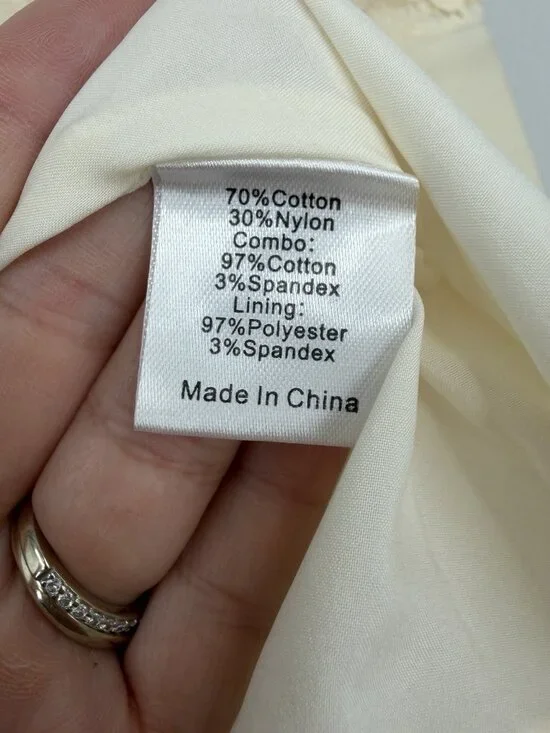 70%Cotton
30%Nylon
Combo:
97%Cotton
3%Spandex
Lining:
97%Polyester
3%Spandex
Made In China